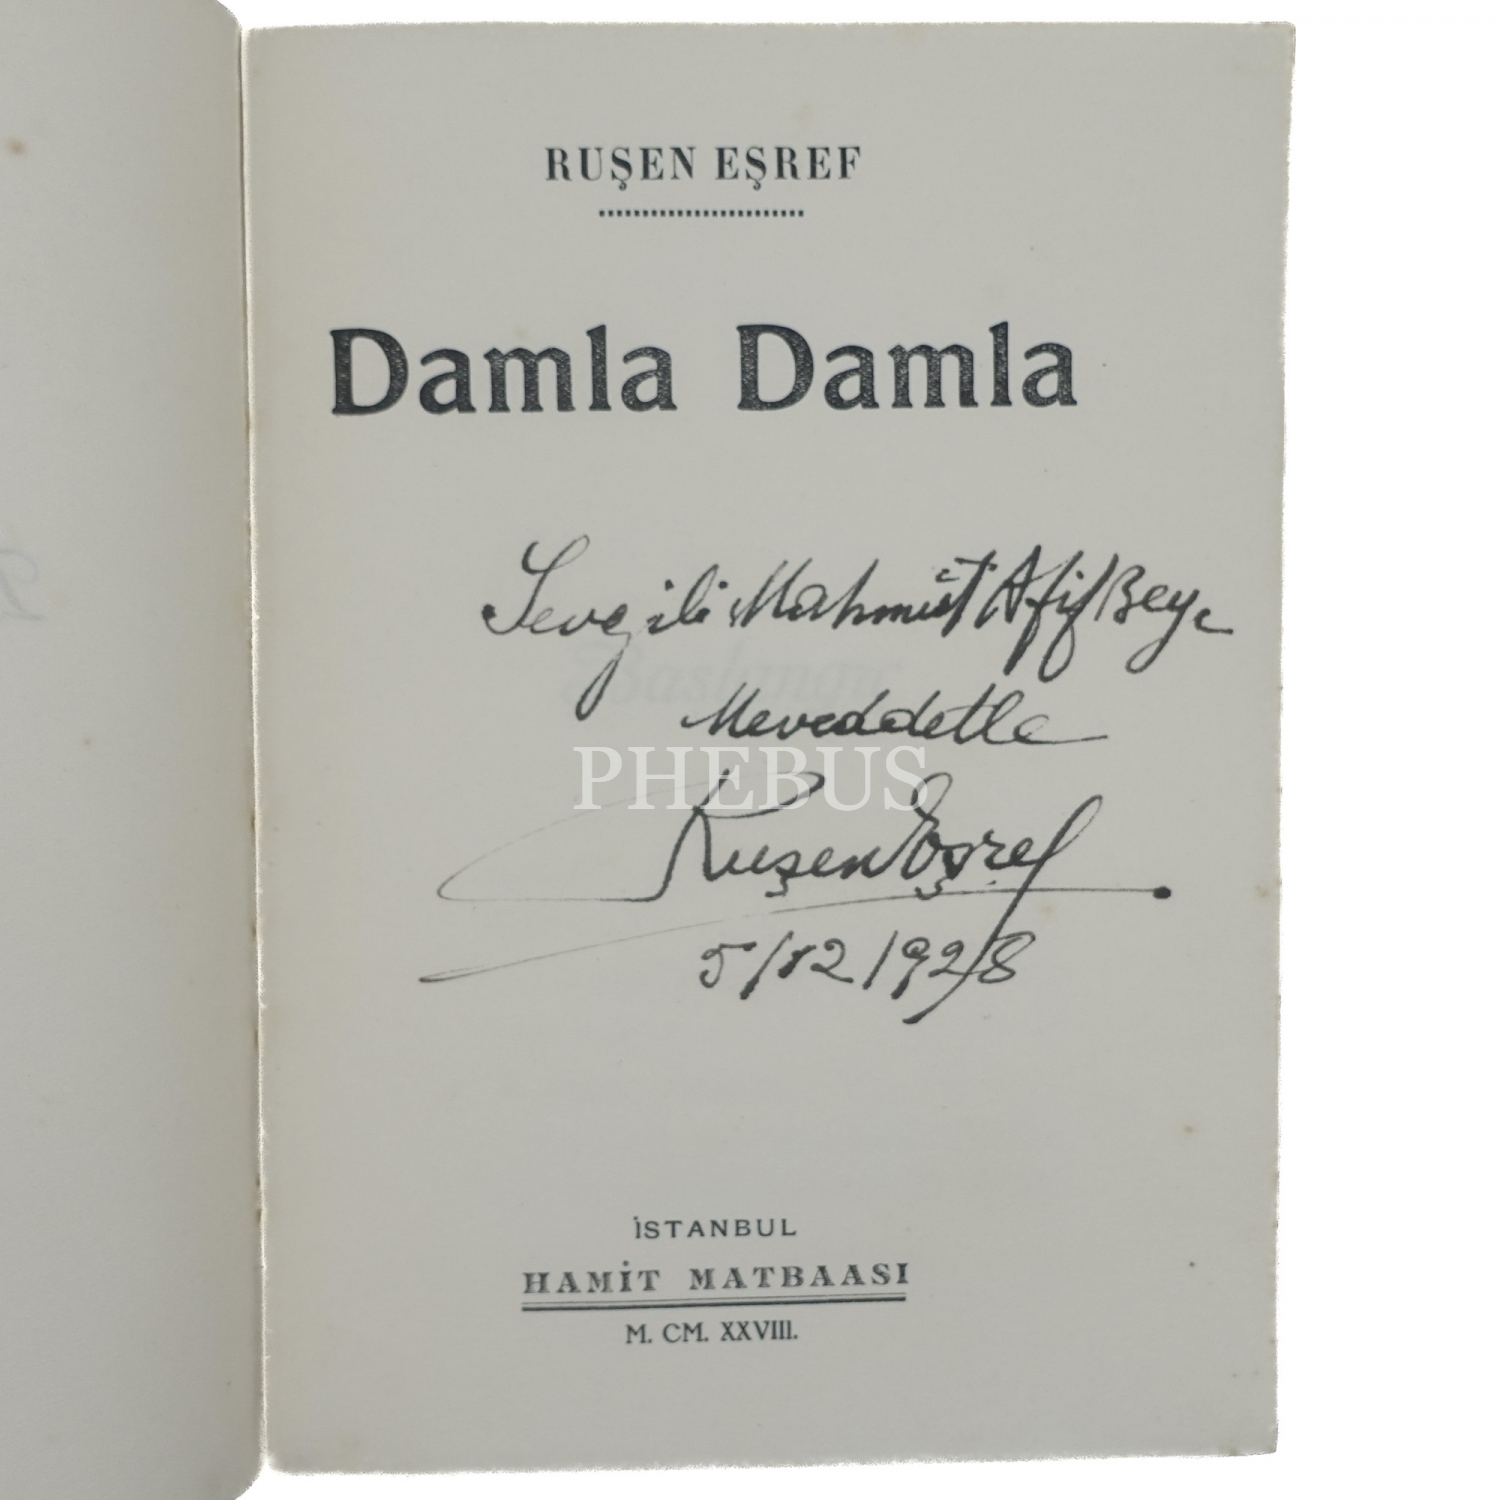 RUŞEN EŞREF
Damla Damla
Sevgili Mahmut Afif Beye
Meveddetle
PHEBUS
Ruşen Eşref
5/12/1928
İSTANBUL
HAMİT MATBAASI
M. CM. XXVIII.